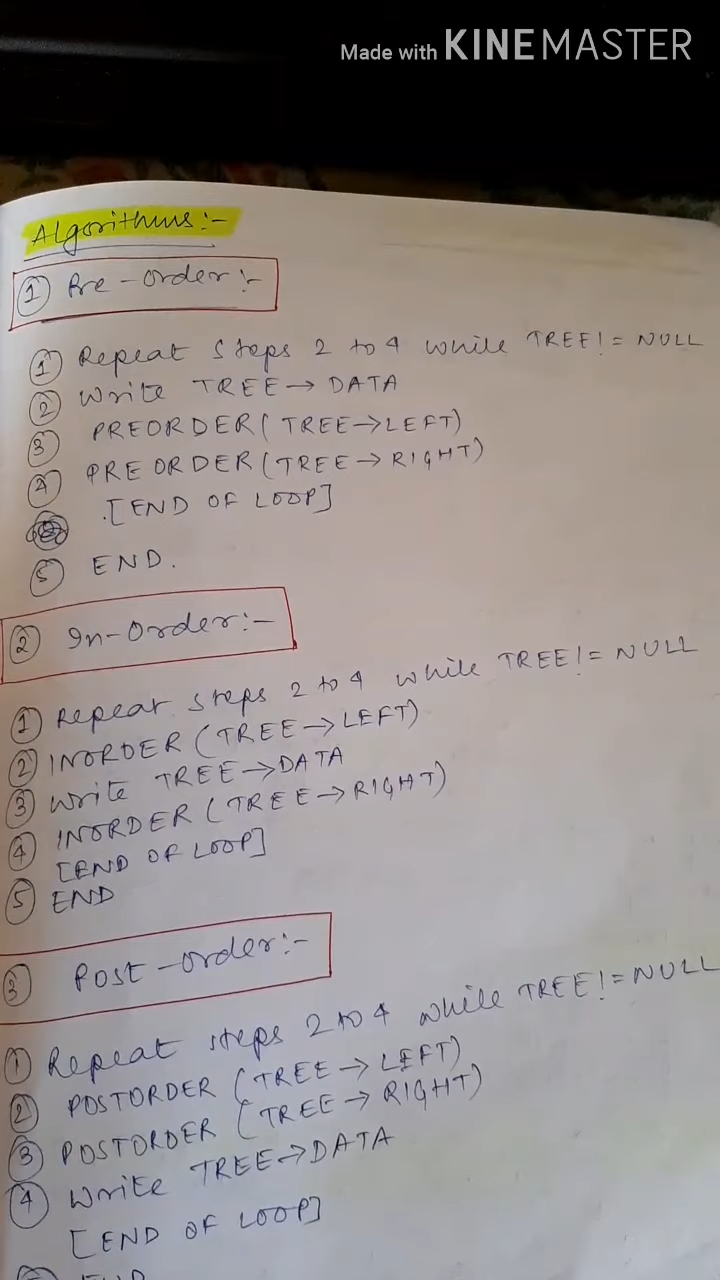 Made with KINEMASTER
Algorithms:-
① Pre-Order:-
① Repeat Steps 2 to 4 while TREE! = NULL
② Write TREE → DATA
③ PREORDER( TREE→LEFT)
④ PREORDER(TREE → RIGHT)
[END OF LOOP]
⑤ END.
② In-Order:-
① Repeat steps 2 to 4 while TREE! = NULL
② INORDER (TREE → LEFT)
③ Write TREE → DATA
④ INORDER (TREE → RIGHT)
[END OF LOOP]
⑤ END
③ Post-order:-
① Repeat steps 2 to 4 while TREE! = NULL
② POSTORDER (TREE → LEFT)
③ POSTORDER (TREE → RIGHT)
④ Write TREE→DATA
[END OF LOOP]
END